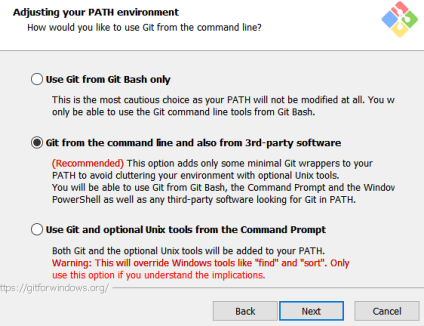 Adjusting your PATH environment
How would you like to use Git from the command line?
Use Git from Git Bash only
This is the most cautious choice as your PATH will not be modified at all. You w
only be able to use the Git command line tools from Git Bash.
Git from the command line and also from 3rd-party software
(Recommended) This option adds only some minimal Git wrappers to your
PATH to avoid cluttering your environment with optional Unix tools.
You will be able to use Git from Git Bash, the Command Prompt and the Window
PowerShell as well as any third-party software looking for Git in PATH.
Use Git and optional Unix tools from the Command Prompt
Both Git and the optional Unix tools will be added to your PATH.
Warning: This will override Windows tools like "find" and "sort". Only
use this option if you understand the implications.
ttps://gitforwindows.org/
Back Next Cancel